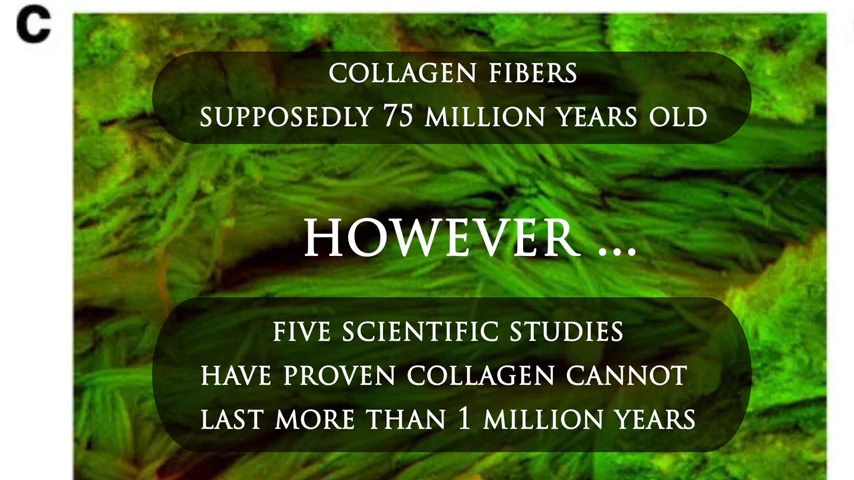 C
COLLAGEN FIBERS
SUPPOSEDLY 75 MILLION YEARS OLD
HOWEVER ...
FIVE SCIENTIFIC STUDIES
HAVE PROVEN COLLAGEN CANNOT
LAST MORE THAN 1 MILLION YEARS